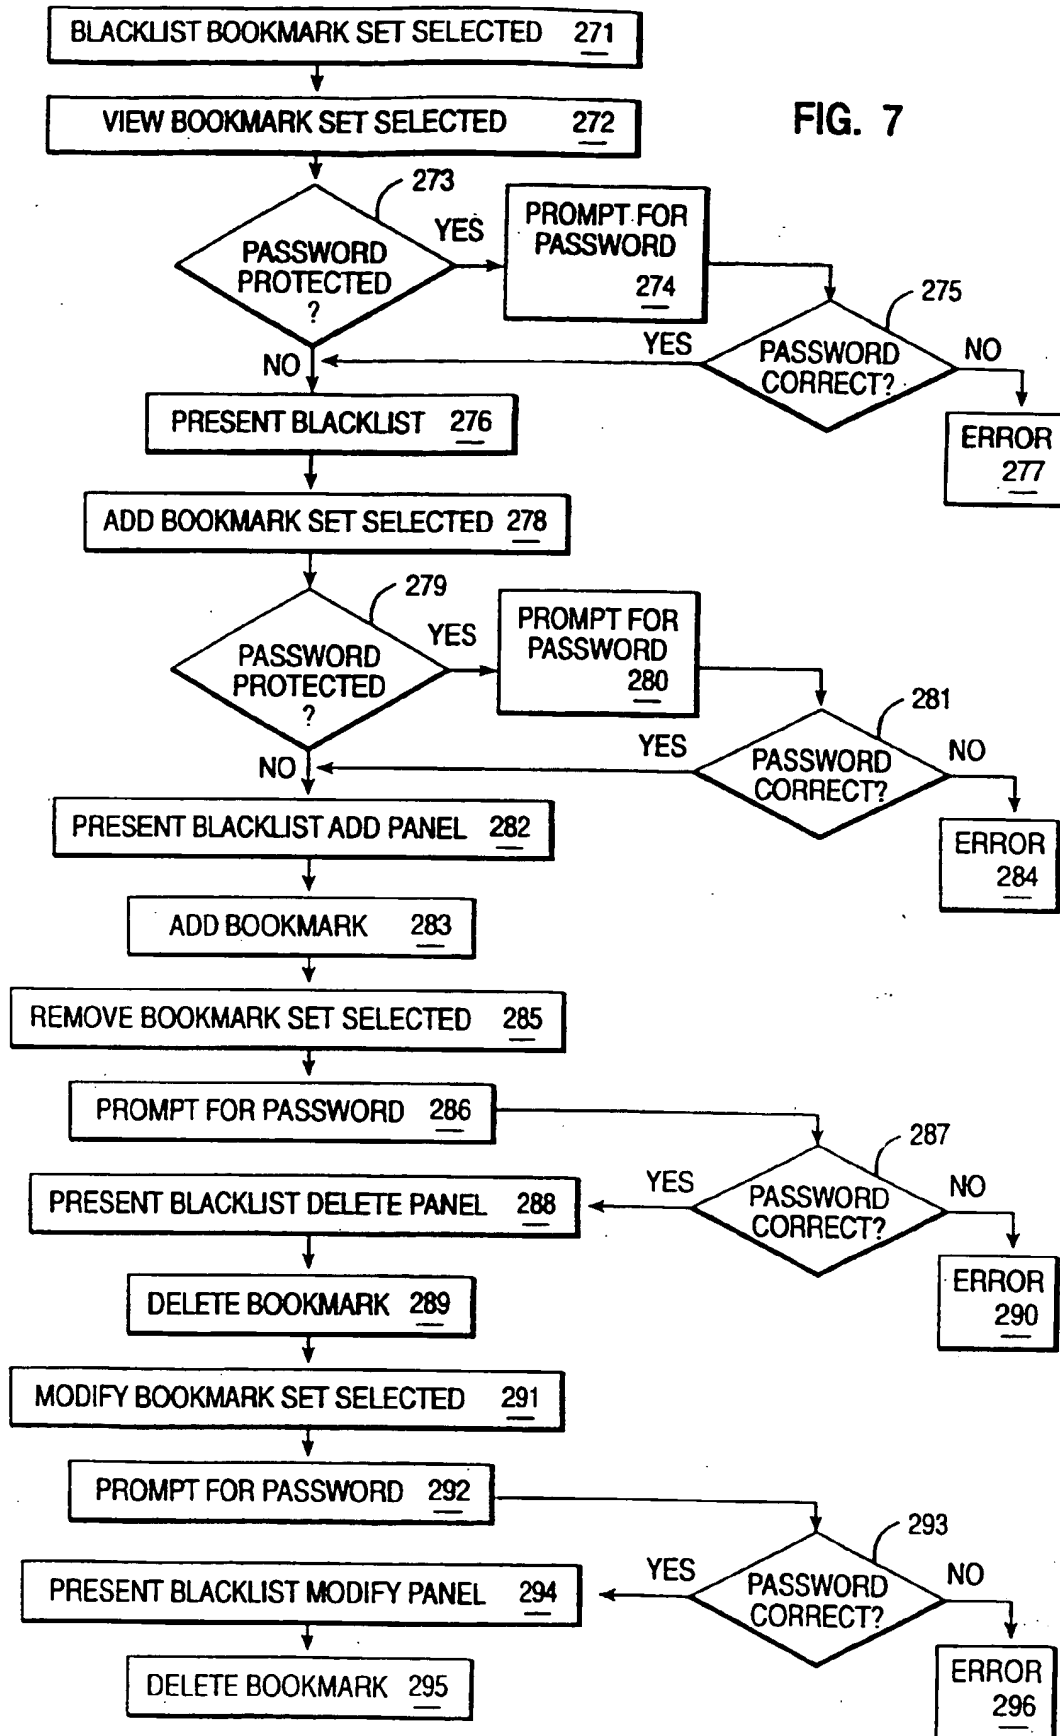 BLACKLIST BOOKMARK SET SELECTED 271
VIEW BOOKMARK SET SELECTED 272
FIG. 7
273
PASSWORD
PROTECTED
?
YES
PROMPT FOR
PASSWORD
274
275
PASSWORD
CORRECT?
YES
NO
NO
ERROR
277
PRESENT BLACKLIST 276
ADD BOOKMARK SET SELECTED 278
279
PASSWORD
PROTECTED
?
YES
PROMPT FOR
PASSWORD
280
281
PASSWORD
CORRECT?
YES
NO
NO
ERROR
284
PRESENT BLACKLIST ADD PANEL 282
ADD BOOKMARK 283
REMOVE BOOKMARK SET SELECTED 285
PROMPT FOR PASSWORD 286
287
PASSWORD
CORRECT?
YES
NO
PRESENT BLACKLIST DELETE PANEL 288
ERROR
290
DELETE BOOKMARK 289
MODIFY BOOKMARK SET SELECTED 291
PROMPT FOR PASSWORD 292
293
PASSWORD
CORRECT?
YES
NO
PRESENT BLACKLIST MODIFY PANEL 294
ERROR
296
DELETE BOOKMARK 295